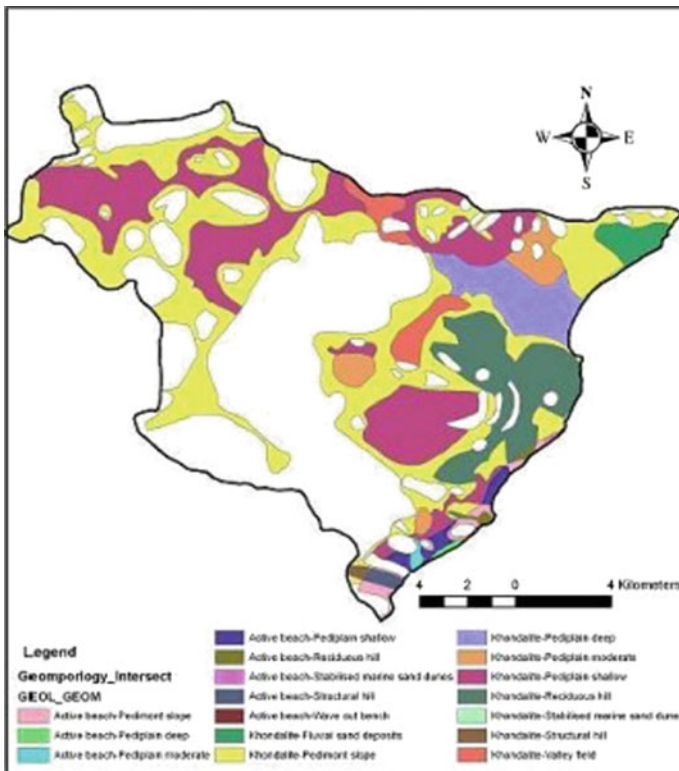 N
W E
S
4 2 0 4 Kilometers
Legend
Geomporlogy_Intersect
GEOL_GEOM
Active beach-Pediment slope
Active beach-Pediplain deep
Active beach-Pediplain moderate
Active beach-Pediplain shallow
Active beach-Residuous hill
Active beach-Stabilised marine sand dunes
Active beach-Structural hill
Active beach-Wave cut bench
Khondalite-Fluvial sand deposits
Khondalite-Pediment slope
Khandalite-Pediplain deep
Khandalite-Pediplain moderate
Khandalite-Pediplain shallow
Khandalite-Residuous hill
Khandalite-Stabilised marine sand dune
Khandalite-Structural hill
Khandalite-Valley field